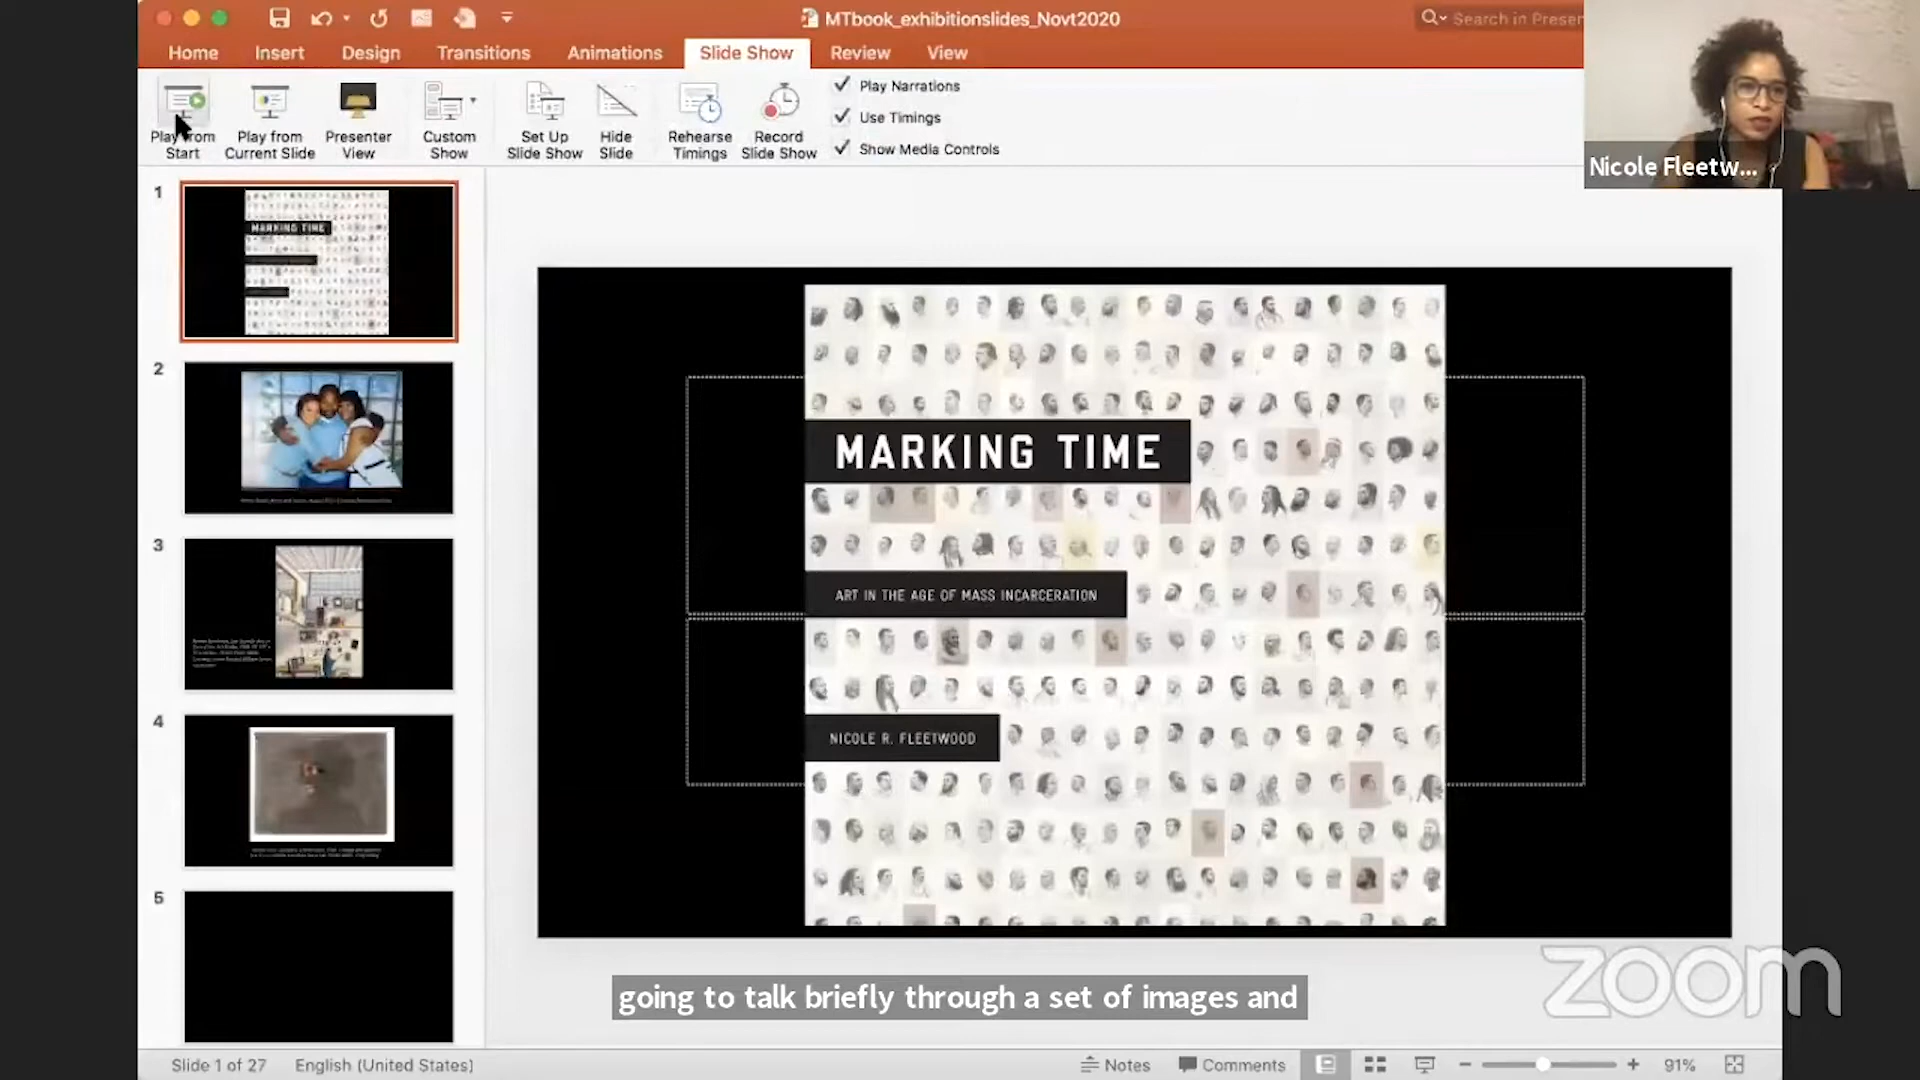 MTbook_exhibitionslides_Novt2020
Search in Presen
Home Insert Design Transitions Animations Slide Show Review View
Play from Start
Play from Current Slide
Presenter View
Custom Show
Set Up Slide Show
Hide Slide
Rehearse Timings
Record Slide Show
Play Narrations
Use Timings
Show Media Controls
Nicole Fleetw...
1
MARKING TIME
2
3
4
5
MARKING TIME
ART IN THE AGE OF MASS INCARCERATION
NICOLE R. FLEETWOOD
going to talk briefly through a set of images and
zoom
Slide 1 of 27 English (United States) Notes Comments 91%